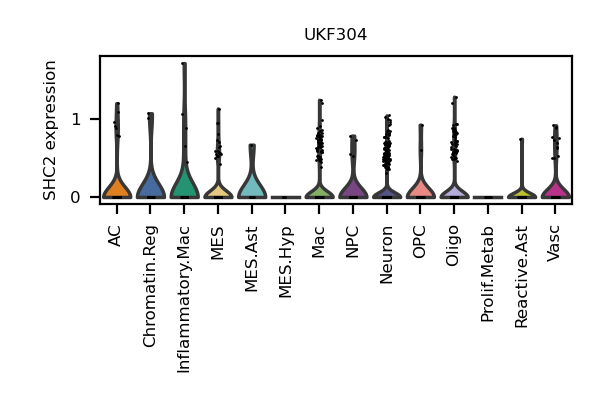 UKF304
SHC2 expression
1
0
AC
Chromatin.Reg
Inflammatory.Mac
MES
MES.Ast
MES.Hyp
Mac
NPC
Neuron
OPC
Oligo
Prolif.Metab
Reactive.Ast
Vasc